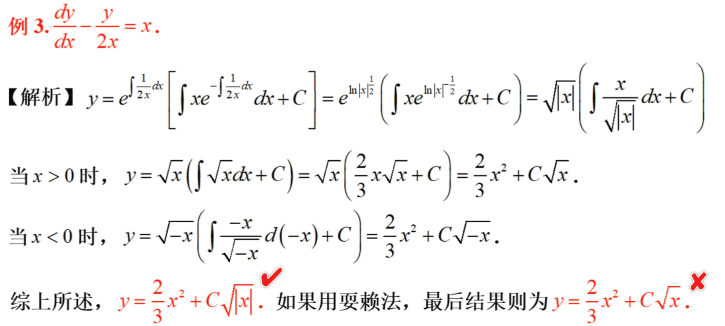 例 3. \frac{dy}{dx} - \frac{y}{2x} = x.
【解析】 y = e^{\int \frac{1}{2x} dx} \left[ \int x e^{-\int \frac{1}{2x} dx} dx + C \right] = e^{\ln|x|^{\frac{1}{2}}} \left( \int x e^{\ln|x|^{-\frac{1}{2}}} dx + C \right) = \sqrt{|x|} \left( \int \frac{x}{\sqrt{|x|}} dx + C \right)
当 x > 0 时， y = \sqrt{x} \left( \int \sqrt{x} dx + C \right) = \sqrt{x} \left( \frac{2}{3} x\sqrt{x} + C \right) = \frac{2}{3} x^2 + C\sqrt{x}.
当 x < 0 时， y = \sqrt{-x} \left( \int \frac{-x}{\sqrt{-x}} d(-x) + C \right) = \frac{2}{3} x^2 + C\sqrt{-x}.
综上所述， y = \frac{2}{3} x^2 + C\sqrt{|x|}. ✔ 如果用耍赖法，最后结果则为 y = \frac{2}{3} x^2 + C\sqrt{x}. ✘